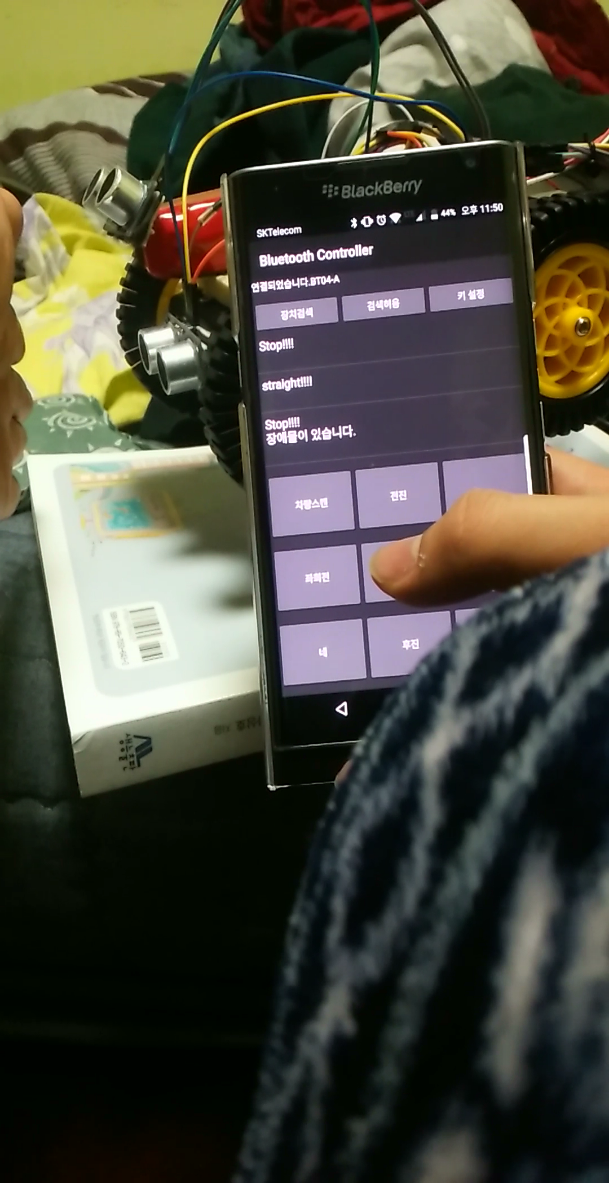 BlackBerry
SKTelecom 44% 오후 11:50
Bluetooth Controller
연결되었습니다.BT04-A
장치검색 검색허용 키 설정
Stop!!!!
straight!!!!
Stop!!!!
장애물이 있습니다.
차량스캔 전진
좌회전
네 후진